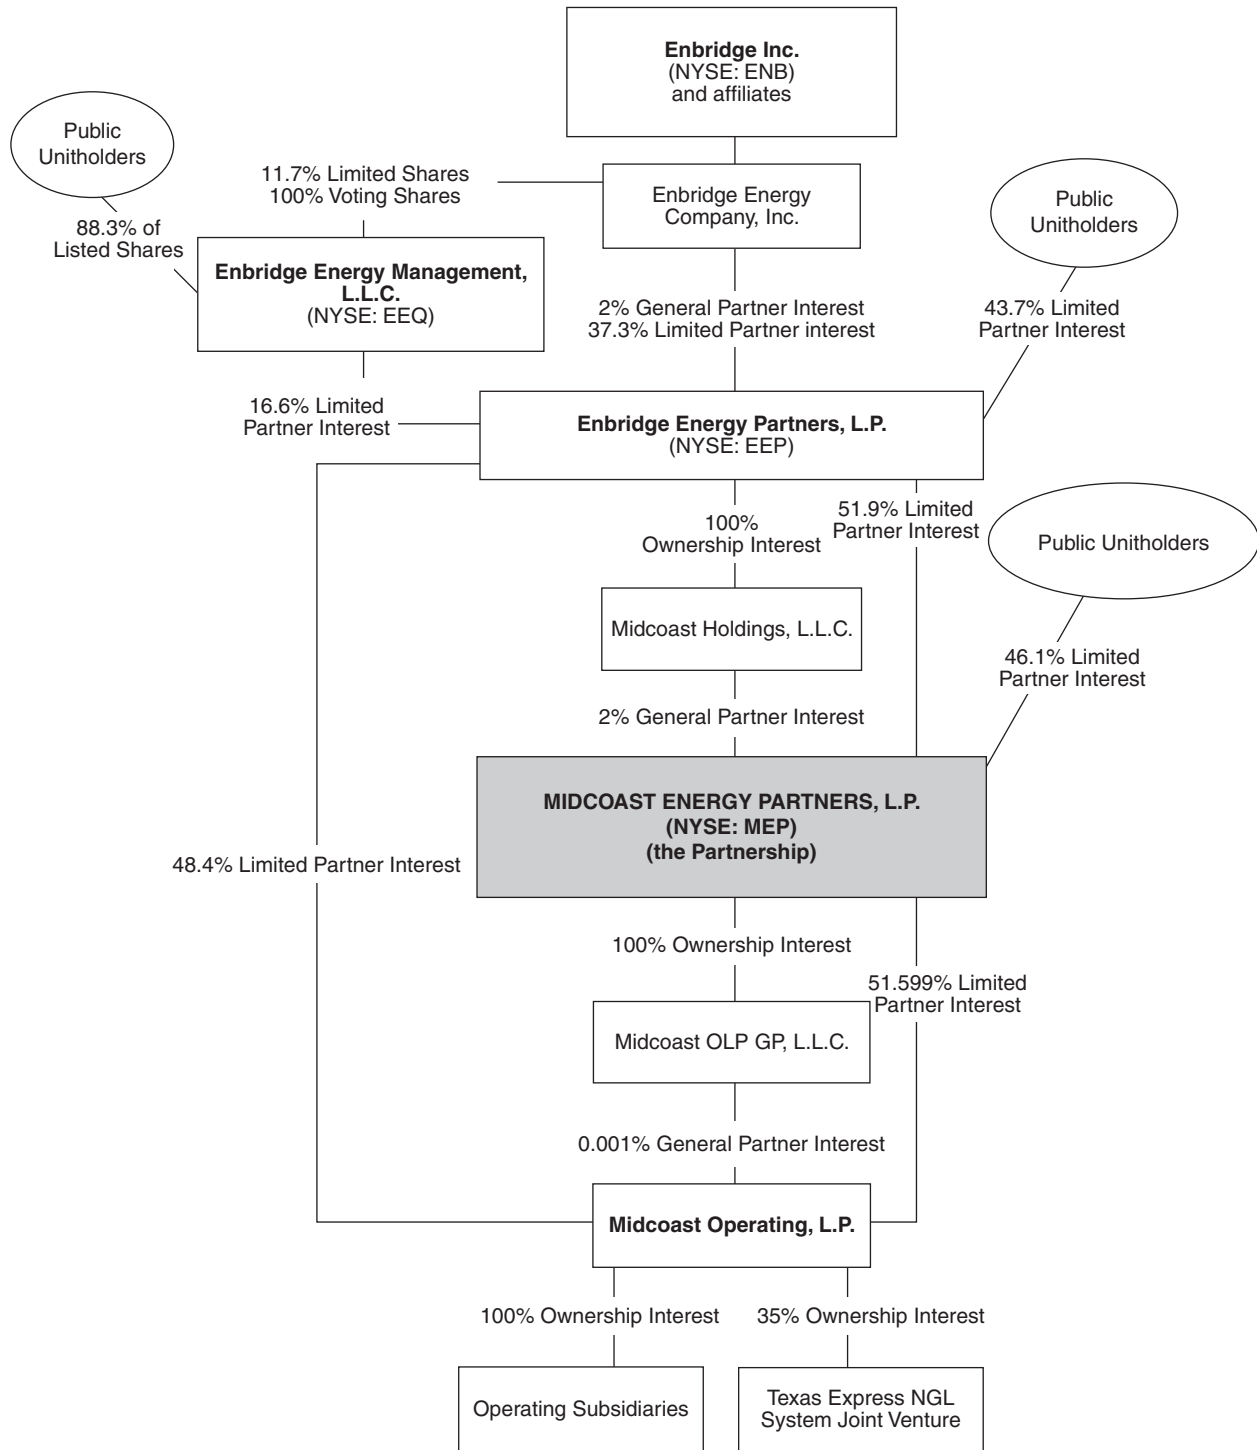 Enbridge Inc.
(NYSE: ENB)
and affiliates
Public
Unitholders
11.7% Limited Shares
100% Voting Shares
Enbridge Energy
Company, Inc.
Public
Unitholders
88.3% of
Listed Shares
Enbridge Energy Management,
L.L.C.
(NYSE: EEQ)
2% General Partner Interest
37.3% Limited Partner interest
43.7% Limited
Partner Interest
16.6% Limited
Partner Interest
Enbridge Energy Partners, L.P.
(NYSE: EEP)
100%
Ownership Interest
51.9% Limited
Partner Interest
Public Unitholders
Midcoast Holdings, L.L.C.
46.1% Limited
Partner Interest
2% General Partner Interest
MIDCOAST ENERGY PARTNERS, L.P.
(NYSE: MEP)
(the Partnership)
48.4% Limited Partner Interest
100% Ownership Interest
51.599% Limited
Partner Interest
Midcoast OLP GP, L.L.C.
0.001% General Partner Interest
Midcoast Operating, L.P.
100% Ownership Interest
35% Ownership Interest
Operating Subsidiaries
Texas Express NGL
System Joint Venture